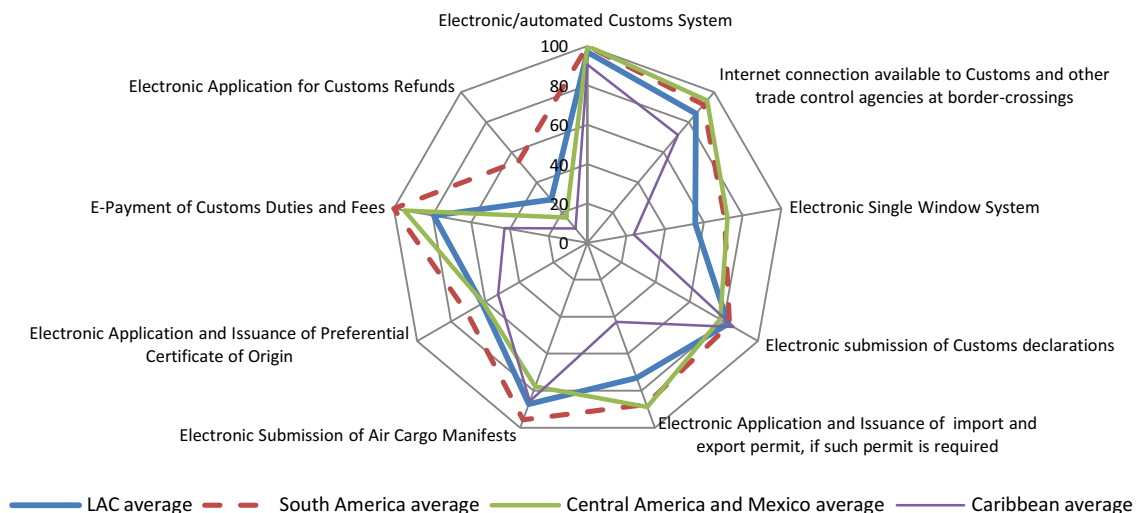 Electronic/automated Customs System
100
80
60
40
20
0
Internet connection available to Customs and other
trade control agencies at border-crossings
Electronic Single Window System
Electronic submission of Customs declarations
Electronic Application and Issuance of import and
export permit, if such permit is required
Electronic Submission of Air Cargo Manifests
Electronic Application and Issuance of Preferential
Certificate of Origin
E-Payment of Customs Duties and Fees
Electronic Application for Customs Refunds
LAC average
South America average
Central America and Mexico average
Caribbean average